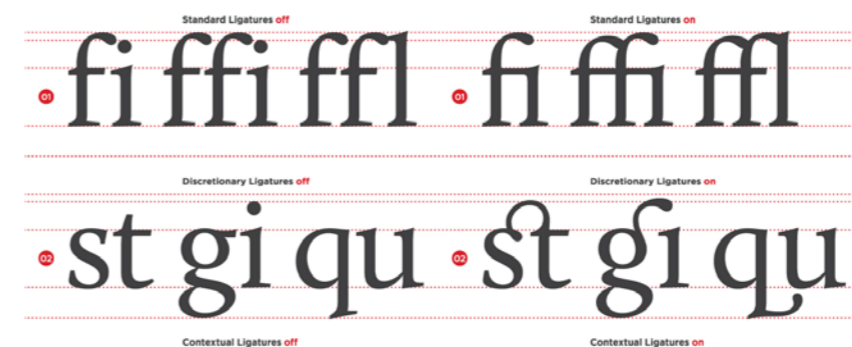 Standard Ligatures off Standard Ligatures on
01 fi ffi ffl 01 fi ffi ffl
Discretionary Ligatures off Discretionary Ligatures on
02 st gi qu 02 st gi qu
Contextual Ligatures off Contextual Ligatures on